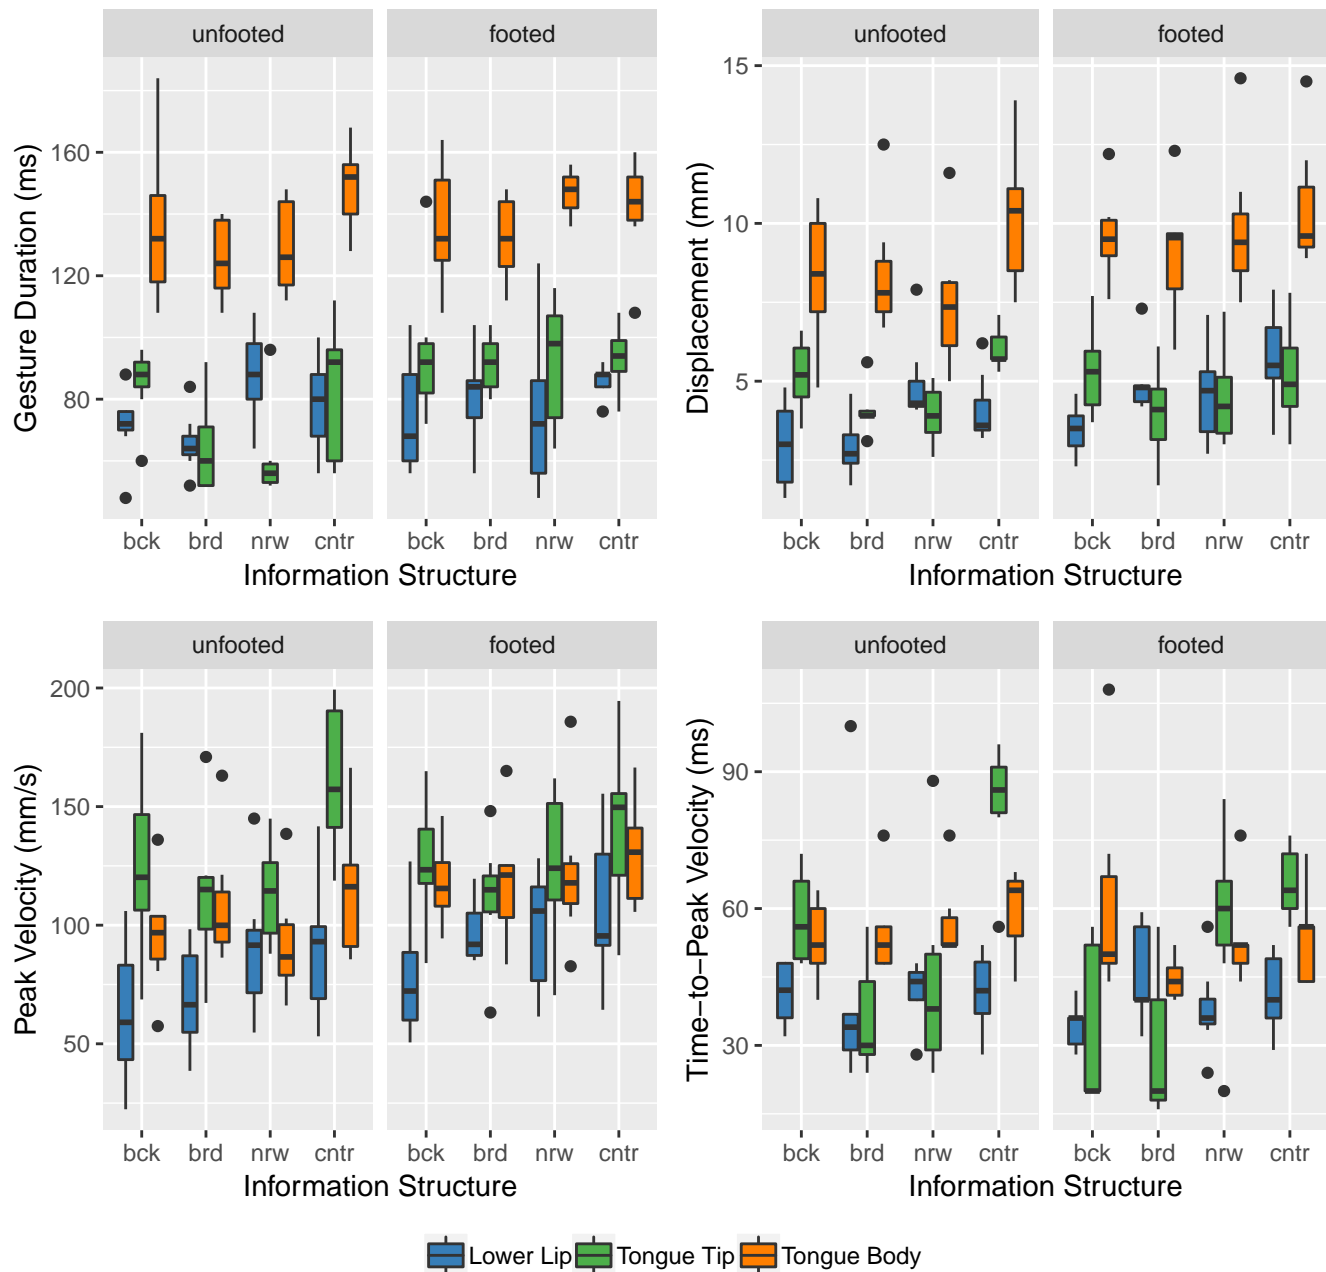 unfooted footed
Gesture Duration (ms)
160
120
80
bck brd nrw cntr bck brd nrw cntr
Information Structure
unfooted footed
Displacement (mm)
15
10
5
bck brd nrw cntr bck brd nrw cntr
Information Structure
unfooted footed
Peak Velocity (mm/s)
200
150
100
50
bck brd nrw cntr bck brd nrw cntr
Information Structure
unfooted footed
Time−to−Peak Velocity (ms)
90
60
30
bck brd nrw cntr bck brd nrw cntr
Information Structure
Lower Lip Tongue Tip Tongue Body